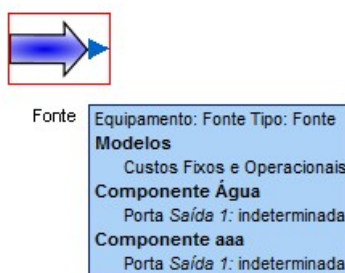 Fonte
Equipamento: Fonte Tipo: Fonte
Modelos
Custos Fixos e Operacionais
Componente Água
Porta Saída 1: indeterminada
Componente aaa
Porta Saída 1: indeterminada